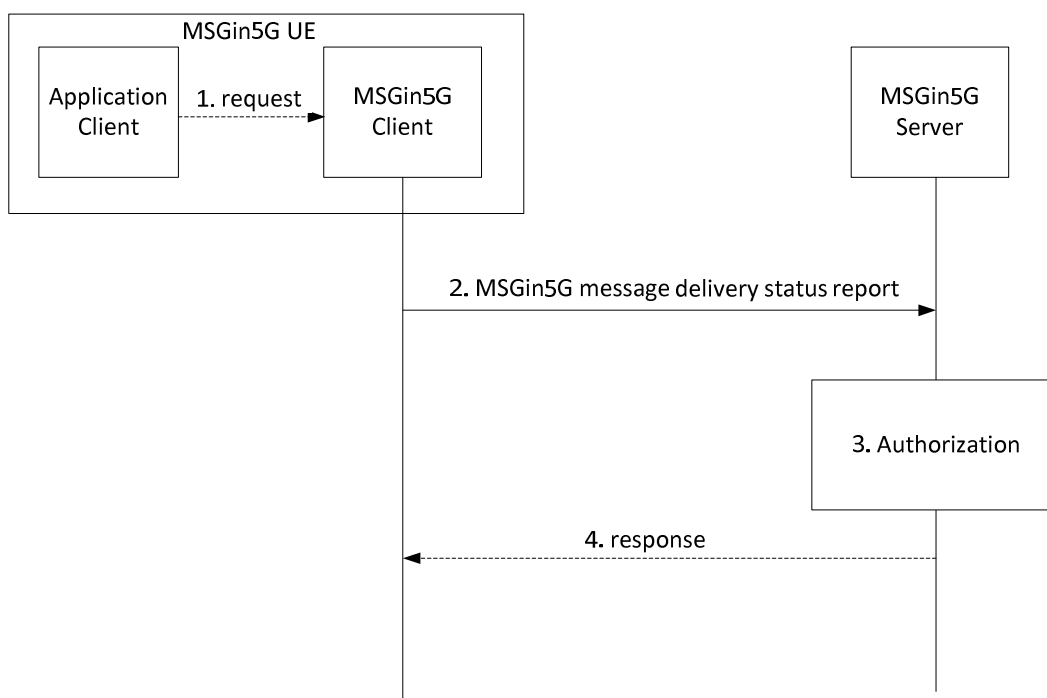 MSGin5G UE
Application
Client
1. request
MSGin5G
Client
MSGin5G
Server
2. MSGin5G message delivery status report
3. Authorization
4. response